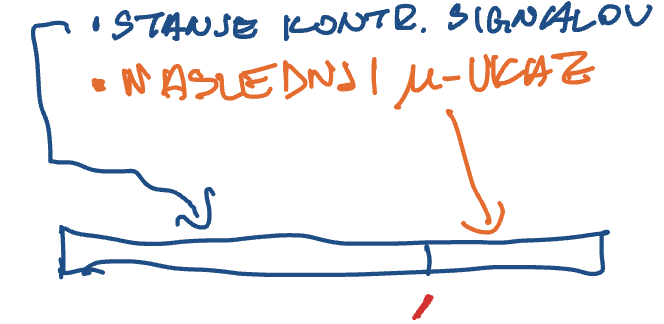 • STANJE KONTR. SIGNALOV
• NASLEDNJI μ-UKAZ